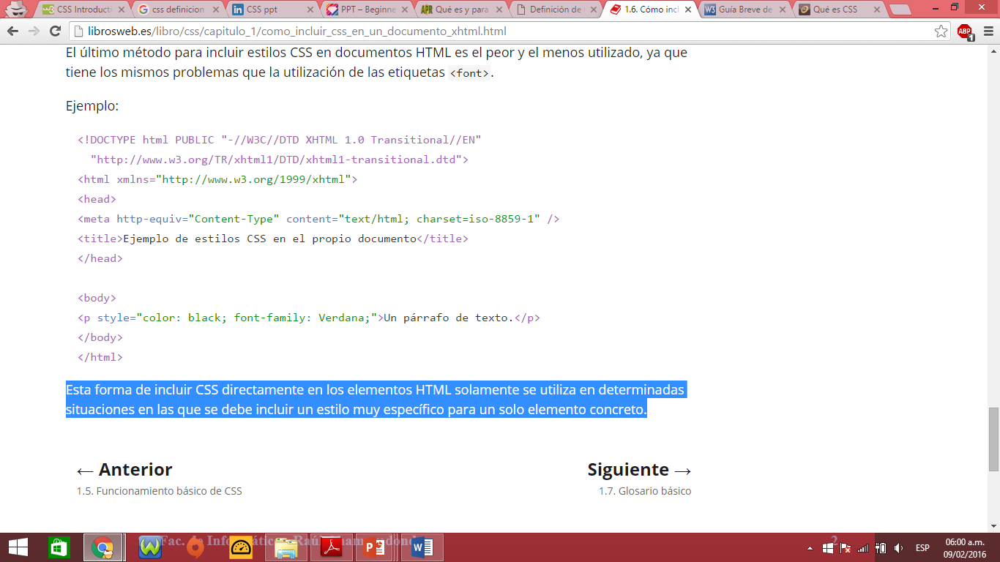 CSS Introducti
css definicion
CSS ppt
PPT – Beginne
Qué es y para
Definición de
1.6. Cómo incl
Guía Breve de
Qué es CSS
librosweb.es/libro/css/capitulo_1/como_incluir_css_en_un_documento_xhtml.html
ABP
1
El último método para incluir estilos CSS en documentos HTML es el peor y el menos utilizado, ya que
tiene los mismos problemas que la utilización de las etiquetas <font>.
Ejemplo:
<!DOCTYPE html PUBLIC "-//W3C//DTD XHTML 1.0 Transitional//EN"
"http://www.w3.org/TR/xhtml1/DTD/xhtml1-transitional.dtd">
<html xmlns="http://www.w3.org/1999/xhtml">
<head>
<meta http-equiv="Content-Type" content="text/html; charset=iso-8859-1" />
<title>Ejemplo de estilos CSS en el propio documento</title>
</head>
<body>
<p style="color: black; font-family: Verdana;">Un párrafo de texto.</p>
</body>
</html>
Esta forma de incluir CSS directamente en los elementos HTML solamente se utiliza en determinadas
situaciones en las que se debe incluir un estilo muy específico para un solo elemento concreto.
← Anterior
1.5. Funcionamiento básico de CSS
Siguiente →
1.7. Glosario básico
Fac. de
2
ESP
06:00 a.m.
09/02/2016